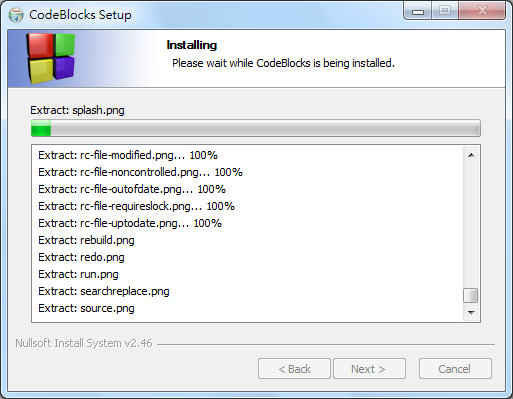 CodeBlocks Setup
Installing
Please wait while CodeBlocks is being installed.
Extract: splash.png
Extract: rc-file-modified.png... 100%
Extract: rc-file-noncontrolled.png... 100%
Extract: rc-file-outofdate.png... 100%
Extract: rc-file-requireslock.png... 100%
Extract: rc-file-uptodate.png... 100%
Extract: rebuild.png
Extract: redo.png
Extract: run.png
Extract: searchreplace.png
Extract: source.png
Nullsoft Install System v2.46
< Back
Next >
Cancel